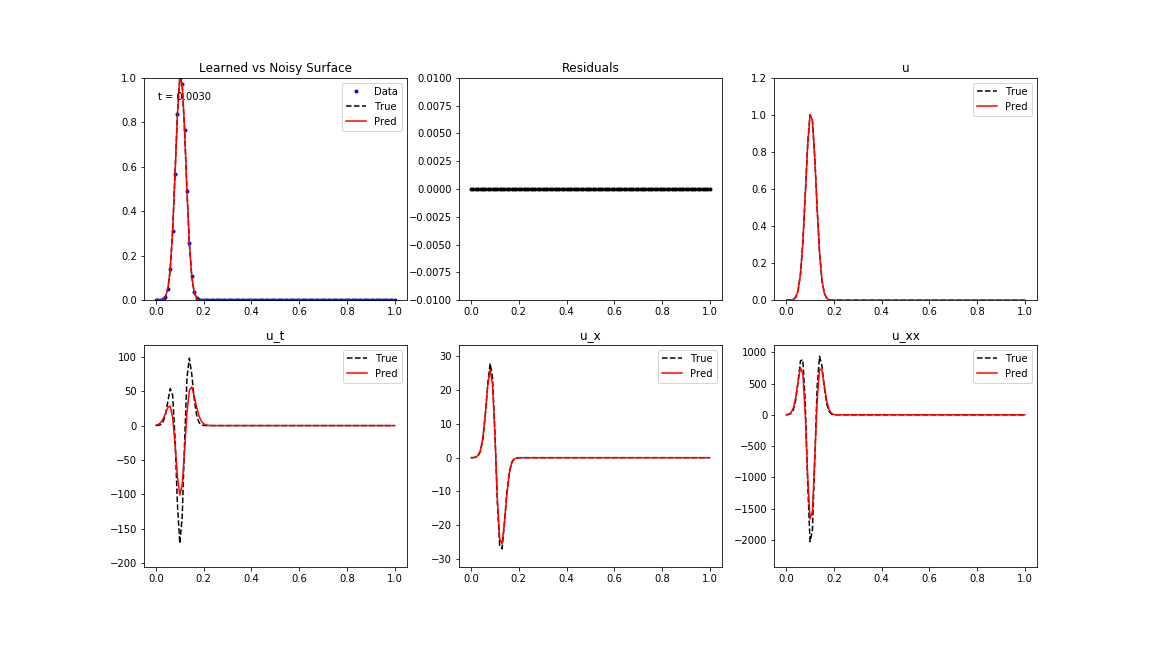 Learned vs Noisy Surface
t = 0.0030
Data
True
Pred
1.0
0.8
0.6
0.4
0.2
0.0
0.0 0.2 0.4 0.6 0.8 1.0
Residuals
0.0100
0.0075
0.0050
0.0025
0.0000
−0.0025
−0.0050
−0.0075
−0.0100
0.0 0.2 0.4 0.6 0.8 1.0
u
True
Pred
1.2
1.0
0.8
0.6
0.4
0.2
0.0
0.0 0.2 0.4 0.6 0.8 1.0
u_t
True
Pred
100
50
0
−50
−100
−150
−200
0.0 0.2 0.4 0.6 0.8 1.0
u_x
True
Pred
30
20
10
0
−10
−20
−30
0.0 0.2 0.4 0.6 0.8 1.0
u_xx
True
Pred
1000
500
0
−500
−1000
−1500
−2000
0.0 0.2 0.4 0.6 0.8 1.0